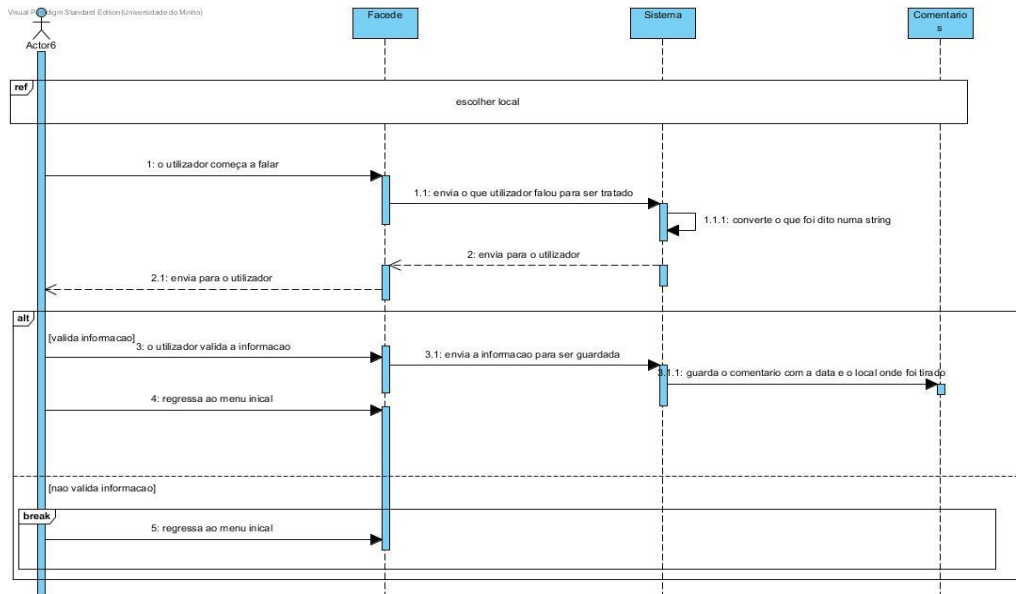 Visual Paradigm Standard Edition(Universidade do Minho)
Actor6
Facede
Sistema
Comentario
s
ref
escolher local
1: o utilizador começa a falar
1.1: envia o que utilizador falou para ser tratado
1.1.1: converte o que foi dito numa string
2: envia para o utilizador
2.1: envia para o utilizador
alt
[valida informacao]
3: o utilizador valida a informacao
3.1: envia a informacao para ser guardada
3.1.1: guarda o comentario com a data e o local onde foi tirado
4: regressa ao menu inical
[nao valida informacao]
break
5: regressa ao menu inical